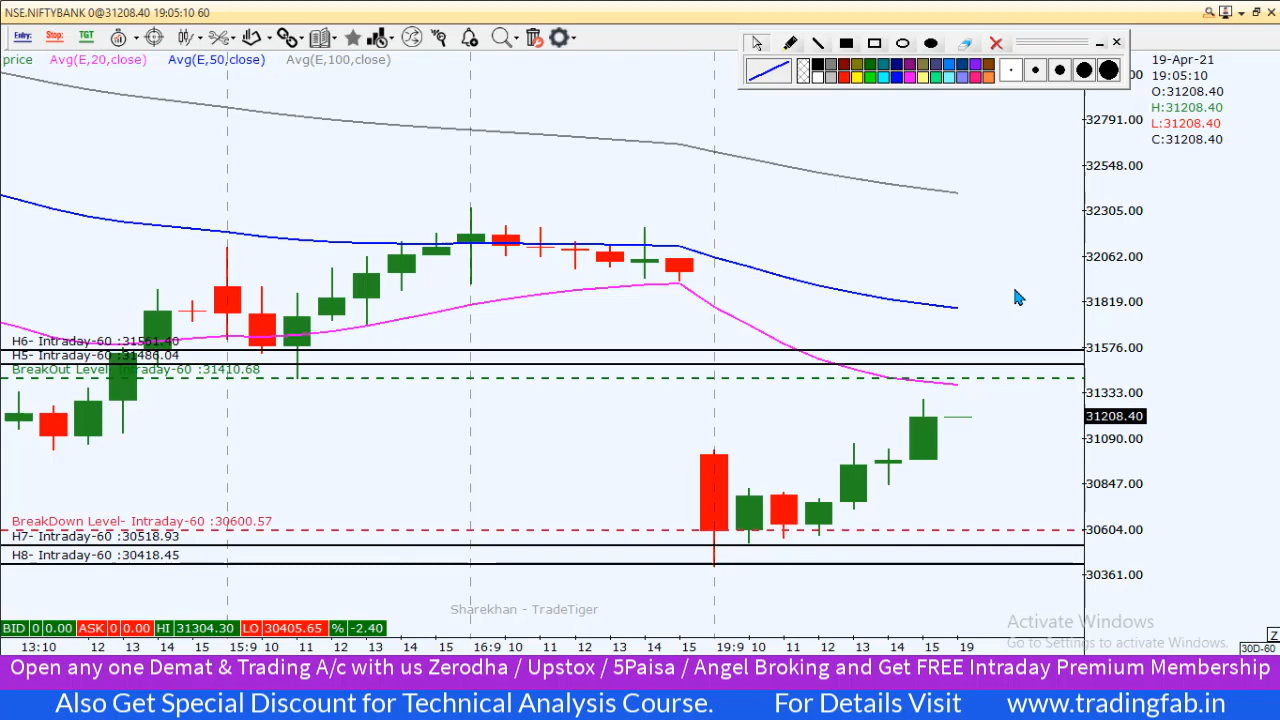 NSE.NIFTYBANK 0@31208.40 19:05:10 60
Entry: Stop: TGT
price Avg(E,20,close) Avg(E,50,close) Avg(E,100,close)
19-Apr-21
19:05:10
O:31208.40
H:31208.40
L:31208.40
C:31208.40
32791.00
32548.00
32305.00
32062.00
31819.00
31576.00
31333.00
31208.40
31090.00
30847.00
30604.00
30361.00
H6- Intraday-60 :31561.40
H5- Intraday-60 :31486.04
BreakOut Level- Intraday-60 :31410.68
BreakDown Level- Intraday-60 :30600.57
H7- Intraday-60 :30518.93
H8- Intraday-60 :30418.45
Sharekhan - TradeTiger
BID 0 0.00 ASK 0 0.00 HI 31304.30 LO 30405.65 % -2.40
Activate Windows
Go to Settings to activate Windows.
Z
13:10 11 12 13 14 15 15:9 10 11 12 13 14 15 16:9 10 11 12 13 14 15 19:9 10 11 12 13 14 15 19
30D-60
Open any one Demat & Trading A/c with us Zerodha / Upstox / 5Paisa / Angel Broking and Get FREE Intraday Premium Membership
Also Get Special Discount for Technical Analysis Course. For Details Visit www.tradingfab.in